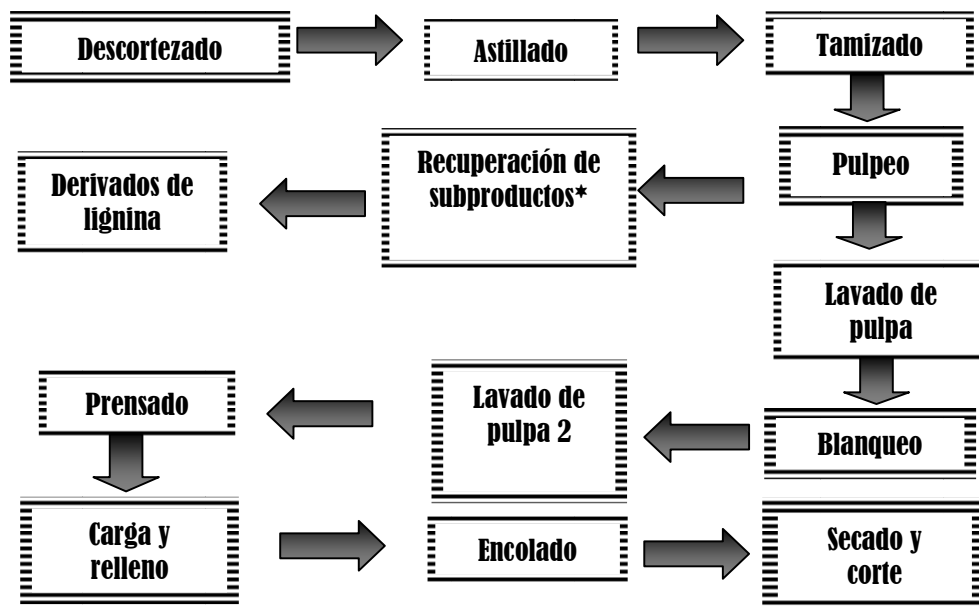 Descortezado
Astillado
Tamizado
Pulpeo
Recuperación de
subproductos*
Derivados de
lignina
Lavado de
pulpa
Blanqueo
Lavado de
pulpa 2
Prensado
Carga y
relleno
Encolado
Secado y
corte